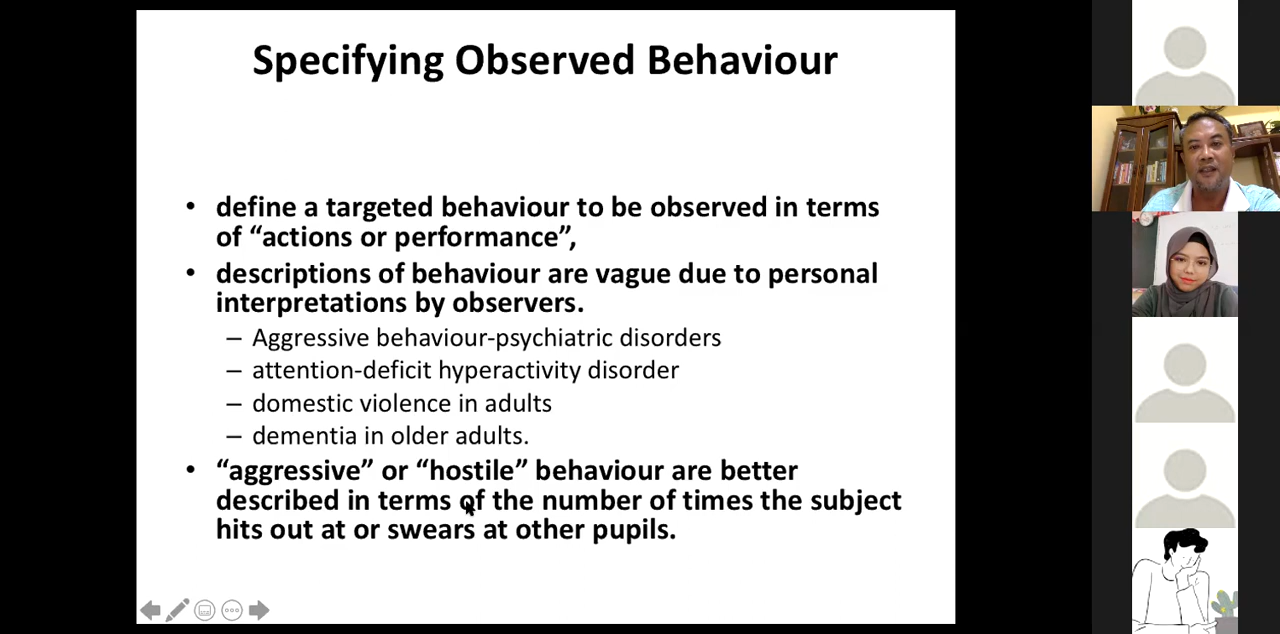 Specifying Observed Behaviour
• define a targeted behaviour to be observed in terms
of “actions or performance”,
• descriptions of behaviour are vague due to personal
interpretations by observers.
– Aggressive behaviour-psychiatric disorders
– attention-deficit hyperactivity disorder
– domestic violence in adults
– dementia in older adults.
• “aggressive” or “hostile” behaviour are better
described in terms of the number of times the subject
hits out at or swears at other pupils.